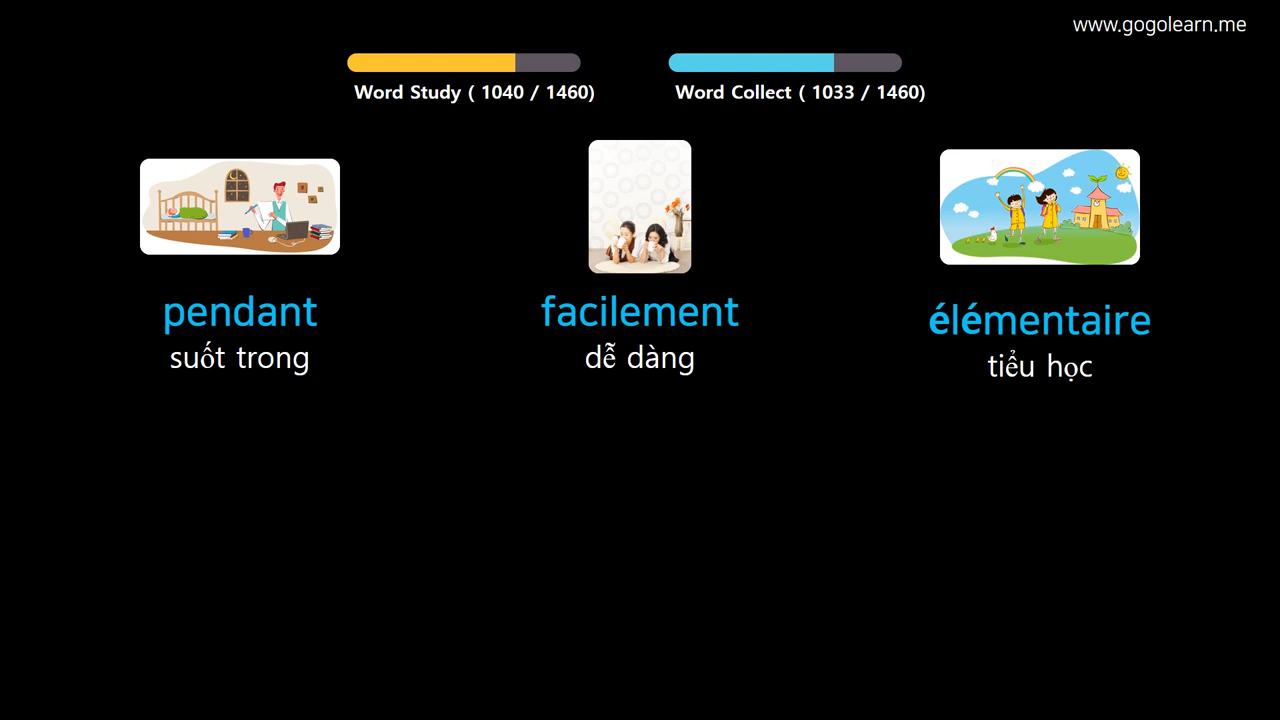 www.gogolearn.me
Word Study ( 1040 / 1460)
Word Collect ( 1033 / 1460)
pendant
suốt trong
facilement
dễ dàng
élémentaire
tiểu học